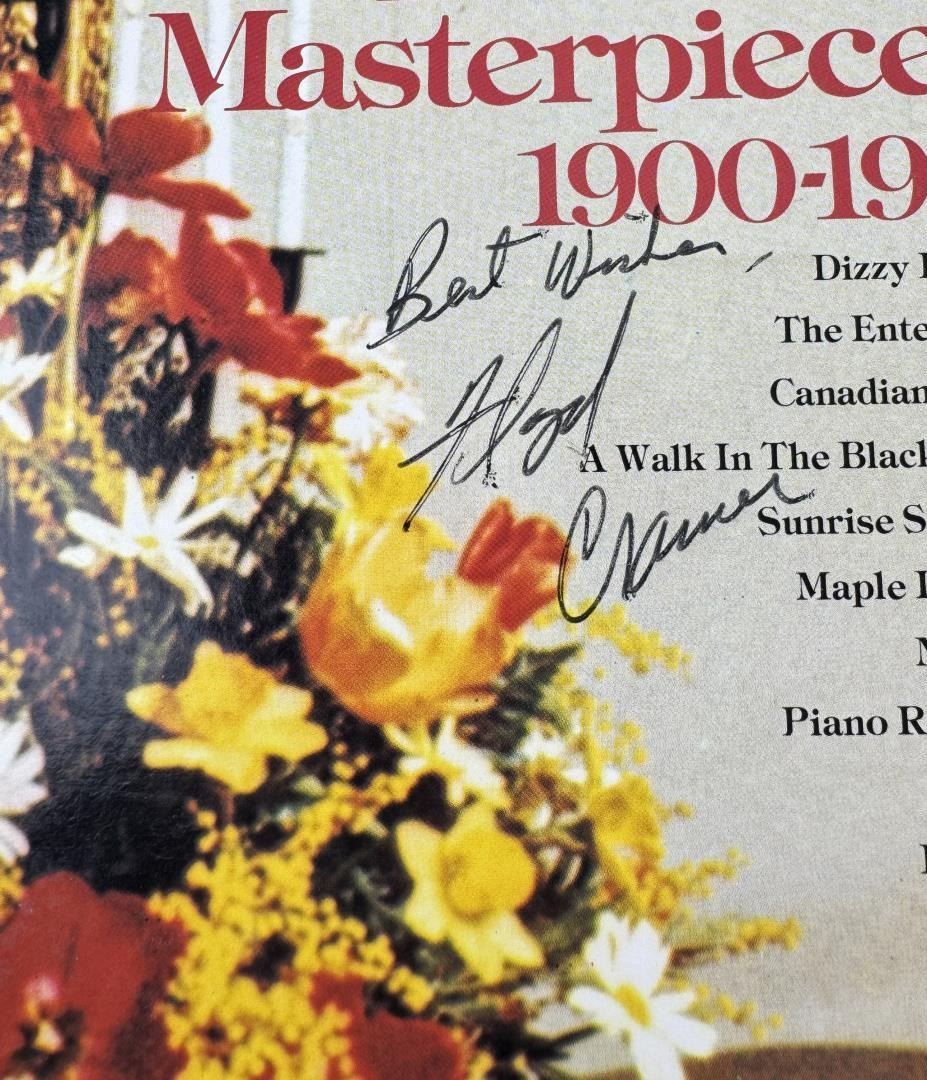 Masterpiece
1900-19
Best Wishes -
Dizzy
The Ente
Canadian
Floyd
A Walk In The Black
Cramer
Sunrise S
Maple
Piano R